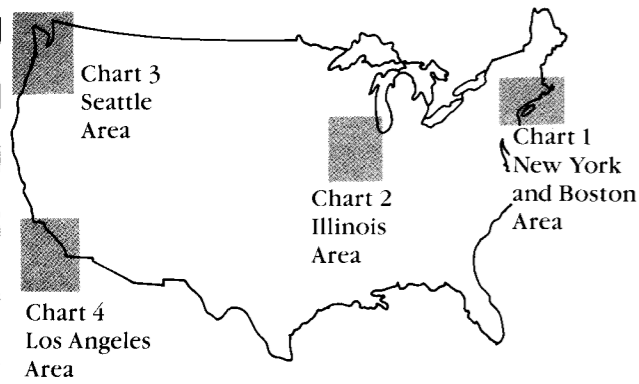 Chart 3
Seattle
Area
Chart 1
New York
and Boston
Area
Chart 2
Illinois
Area
Chart 4
Los Angeles
Area